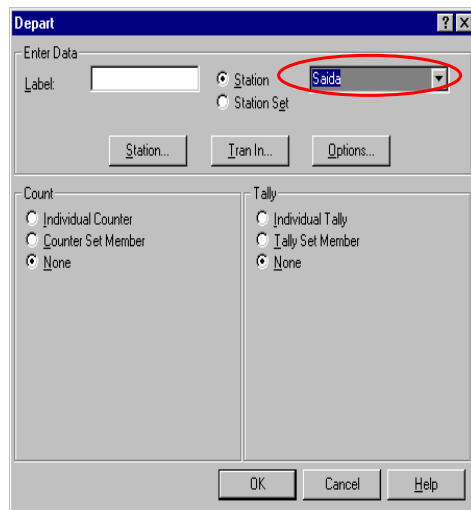 Depart
Enter Data
Label:
Station
Saida
Station Set
Station...
Tran In...
Options...
Count
Individual Counter
Counter Set Member
None
Tally
Individual Tally
Tally Set Member
None
OK
Cancel
Help